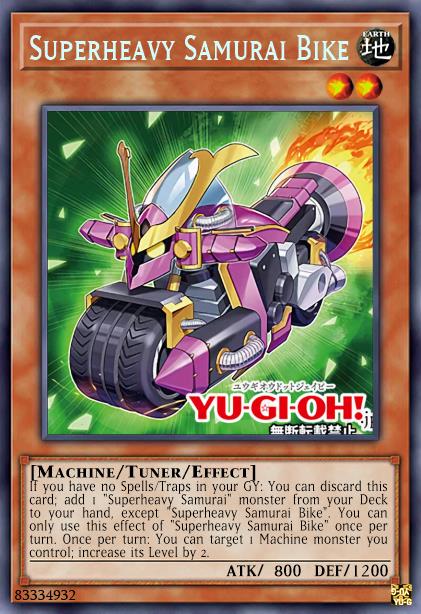 SUPERHEAVY SAMURAI BIKE
EARTH
地
ユウギオウドットジェイピー
YU-GI-OH!.jp
無断転載禁止
[MACHINE/TUNER/EFFECT]
If you have no Spells/Traps in your GY: You can discard this
card; add 1 "Superheavy Samurai" monster from your Deck
to your hand, except "Superheavy Samurai Bike". You can
only use this effect of "Superheavy Samurai Bike" once per
turn. Once per turn: You can target 1 Machine monster you
control; increase its Level by 2.
ATK/ 800 DEF/1200
83334932